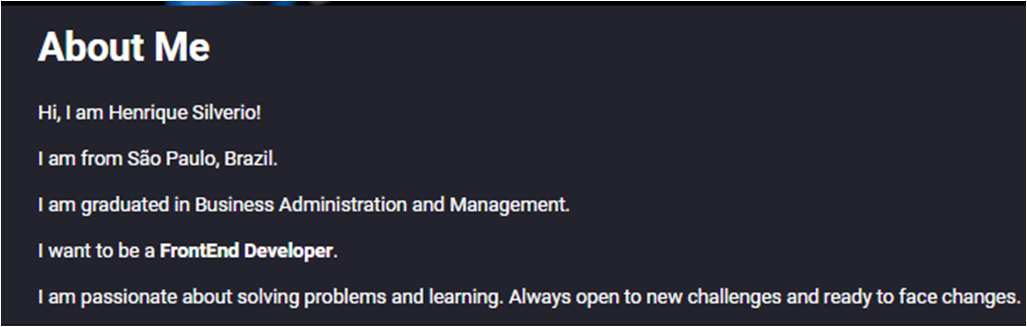 About Me
Hi, I am Henrique Silverio!
I am from São Paulo, Brazil.
I am graduated in Business Administration and Management.
I want to be a FrontEnd Developer.
I am passionate about solving problems and learning. Always open to new challenges and ready to face changes.